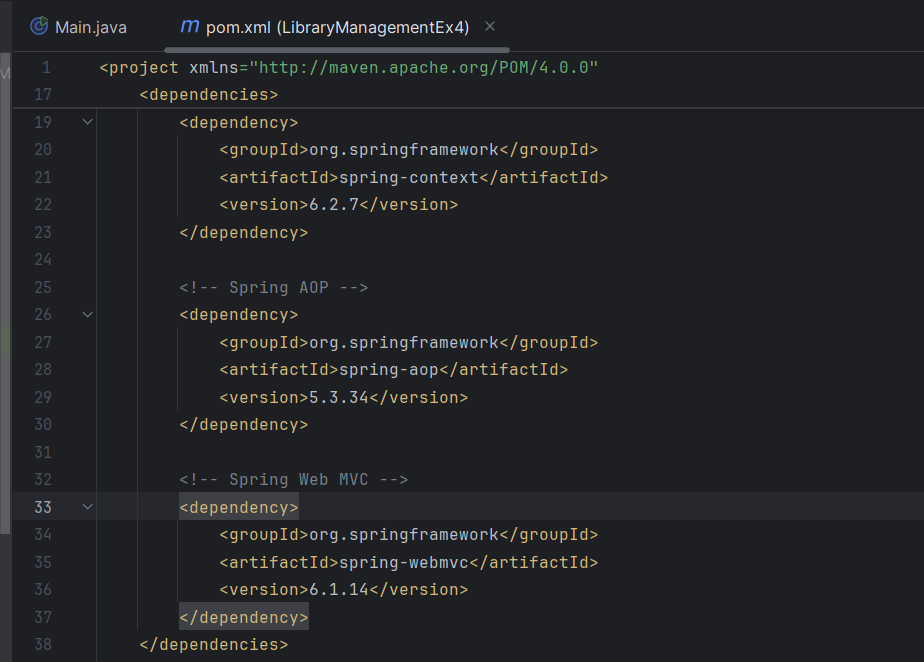 Main.java
m pom.xml (LibraryManagementEx4)
1 <project xmlns="http://maven.apache.org/POM/4.0.0"
17 <dependencies>
19 <dependency>
20 <groupId>org.springframework</groupId>
21 <artifactId>spring-context</artifactId>
22 <version>6.2.7</version>
23 </dependency>
24
25 <!-- Spring AOP -->
26 <dependency>
27 <groupId>org.springframework</groupId>
28 <artifactId>spring-aop</artifactId>
29 <version>5.3.34</version>
30 </dependency>
31
32 <!-- Spring Web MVC -->
33 <dependency>
34 <groupId>org.springframework</groupId>
35 <artifactId>spring-webmvc</artifactId>
36 <version>6.1.14</version>
37 </dependency>
38 </dependencies>